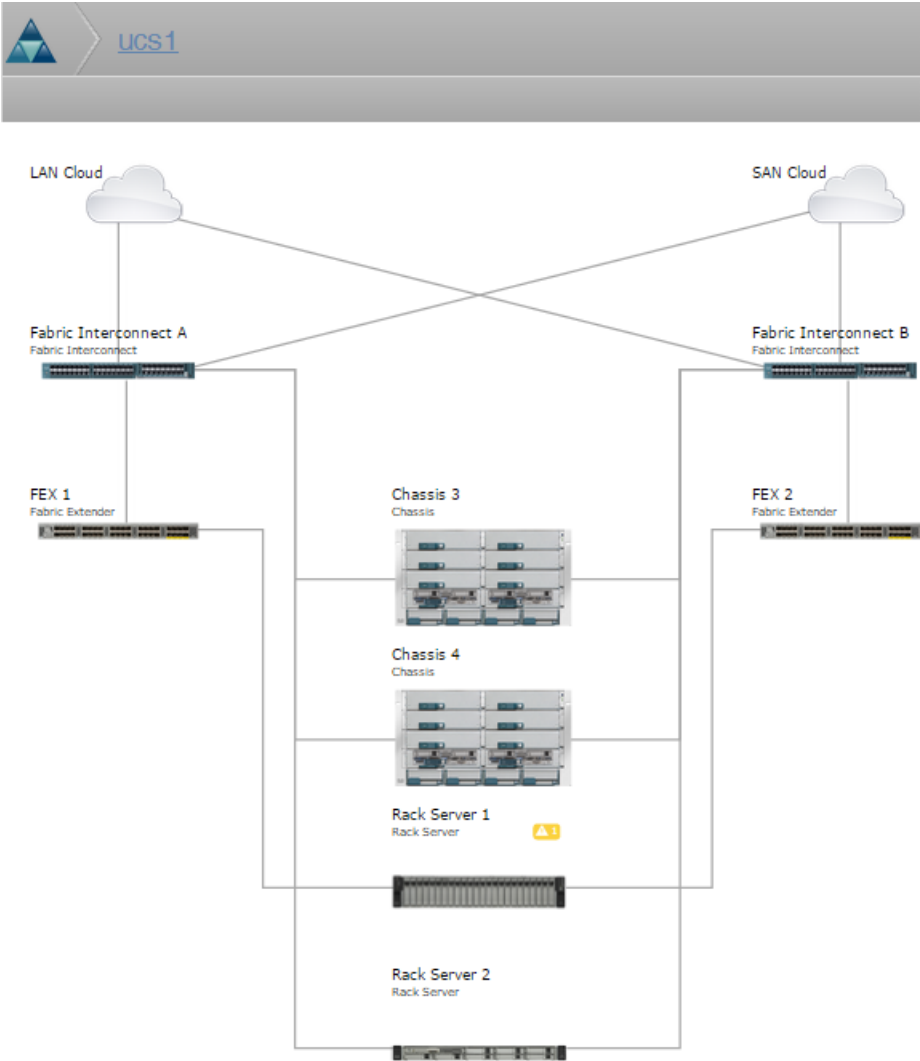 ucs1
LAN Cloud
SAN Cloud
Fabric Interconnect A
Fabric Interconnect
Fabric Interconnect B
Fabric Interconnect
FEX 1
Fabric Extender
Chassis 3
Chassis
FEX 2
Fabric Extender
Chassis 4
Chassis
Rack Server 1
Rack Server
1
Rack Server 2
Rack Server